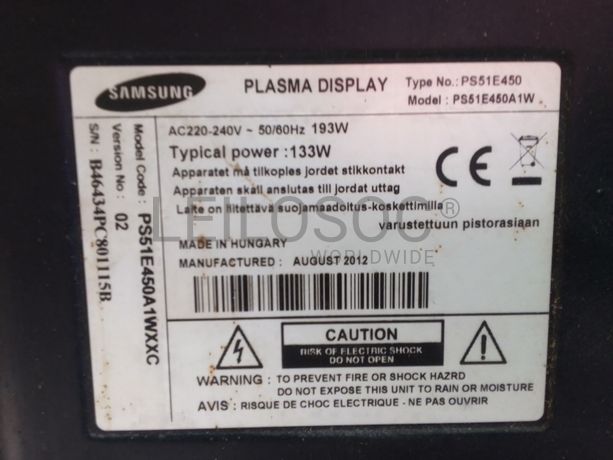 SAMSUNG
PLASMA DISPLAY
Type No.: PS51E450
Model : PS51E450A1W
AC220-240V ~ 50/60Hz 193W
Typical power :133W
Apparatet må tilkoples jordet stikkontakt
Apparaten skall anslutas till jordat uttag
Laite on liitettävä suojamaadoitus-koskettimilla
varustettuun pistorasiaan
CE
MADE IN HUNGARY
MANUFACTURED : AUGUST 2012
LEILOSOC®
WORLDWIDE
CAUTION
RISK OF ELECTRIC SHOCK
DO NOT OPEN
WARNING : TO PREVENT FIRE OR SHOCK HAZRD
DO NOT EXPOSE THIS UNIT TO RAIN OR MOISTURE
AVIS : RISQUE DE CHOC ELECTRIQUE - NE PAS OUVRIR
Model Code : PS51E450A1WXXC
Version No : 02
S/N : B46434PC801115B